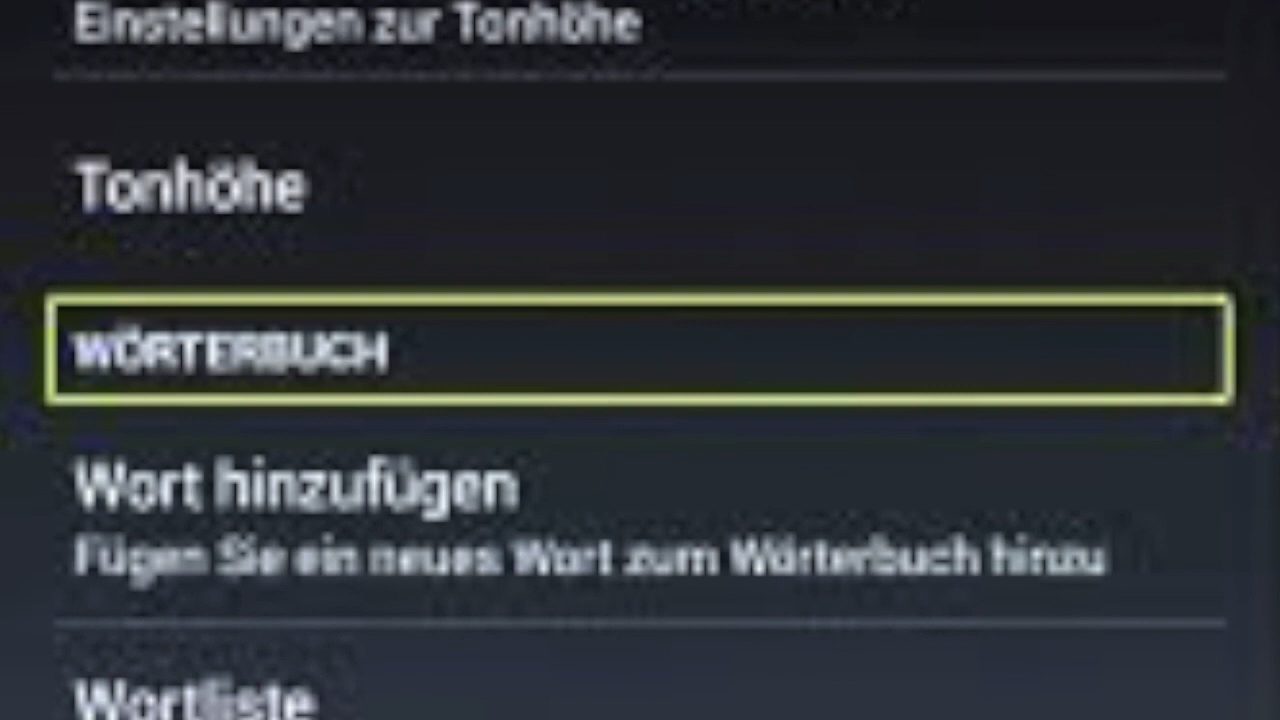 Einstellungen zur Tonhöhe
Tonhöhe
WÖRTERBUCH
Wort hinzufügen
Fügen Sie ein neues Wort zum Wörterbuch hinzu
Wortliste